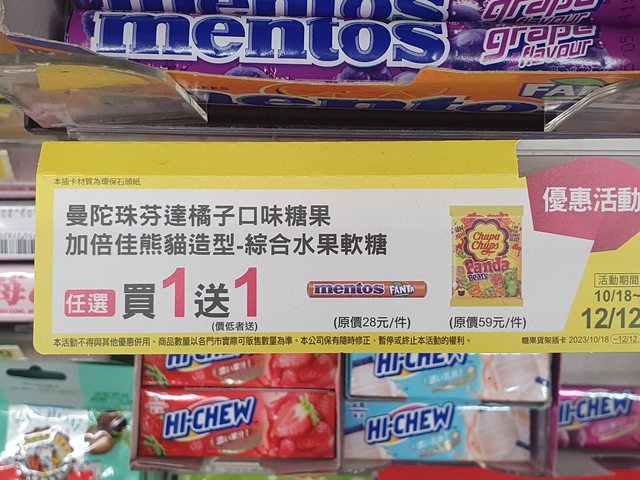 mentos
grape
flavour
mentos
grape
flavour
FA
本插卡材質為環保石頭紙
曼陀珠芬達橘子口味糖果
加倍佳熊貓造型-綜合水果軟糖
任選 買1送1
(價低者送)
mentos FANTA
(原價28元/件)
Chupa
Chups
Panda
(原價59元/件)
優惠活動
活動期間
10/18~
12/12
本活動不得與其他優惠併用。商品數量以各門市實際可販售數量為準。本公司保有隨時修正、暫停或終止本活動的權利。
糖果貨架插卡 2023/10/18 ~12/12
HI-CHEW
HI-CHEW
HI-CHEW
HI-CHEW
HI-CHEW